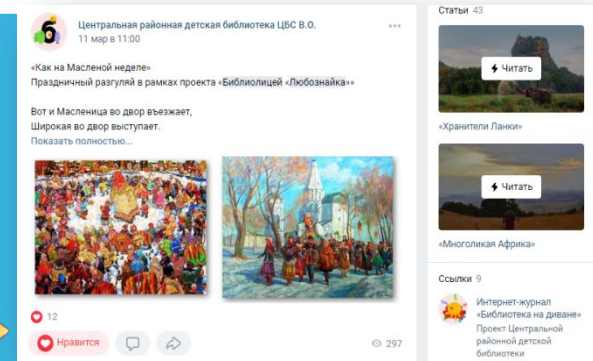 Центральная районная детская библиотека ЦБС В.О.
11 мар в 11:00
«Как на Масленой неделе»
Праздничный разгуляй в рамках проекта «Библиолицей «Любознайка»»
Вот и Масленица во двор въезжает,
Широкая во двор выступает.
Показать полностью...
12
Нравится
297
Статьи 43
Читать
«Хранители Ланки»
Читать
«Многоликая Африка»
Ссылки 9
Интернет-журнал
«Библиотека на диване»
Проект Центральной
районной детской
библиотеки